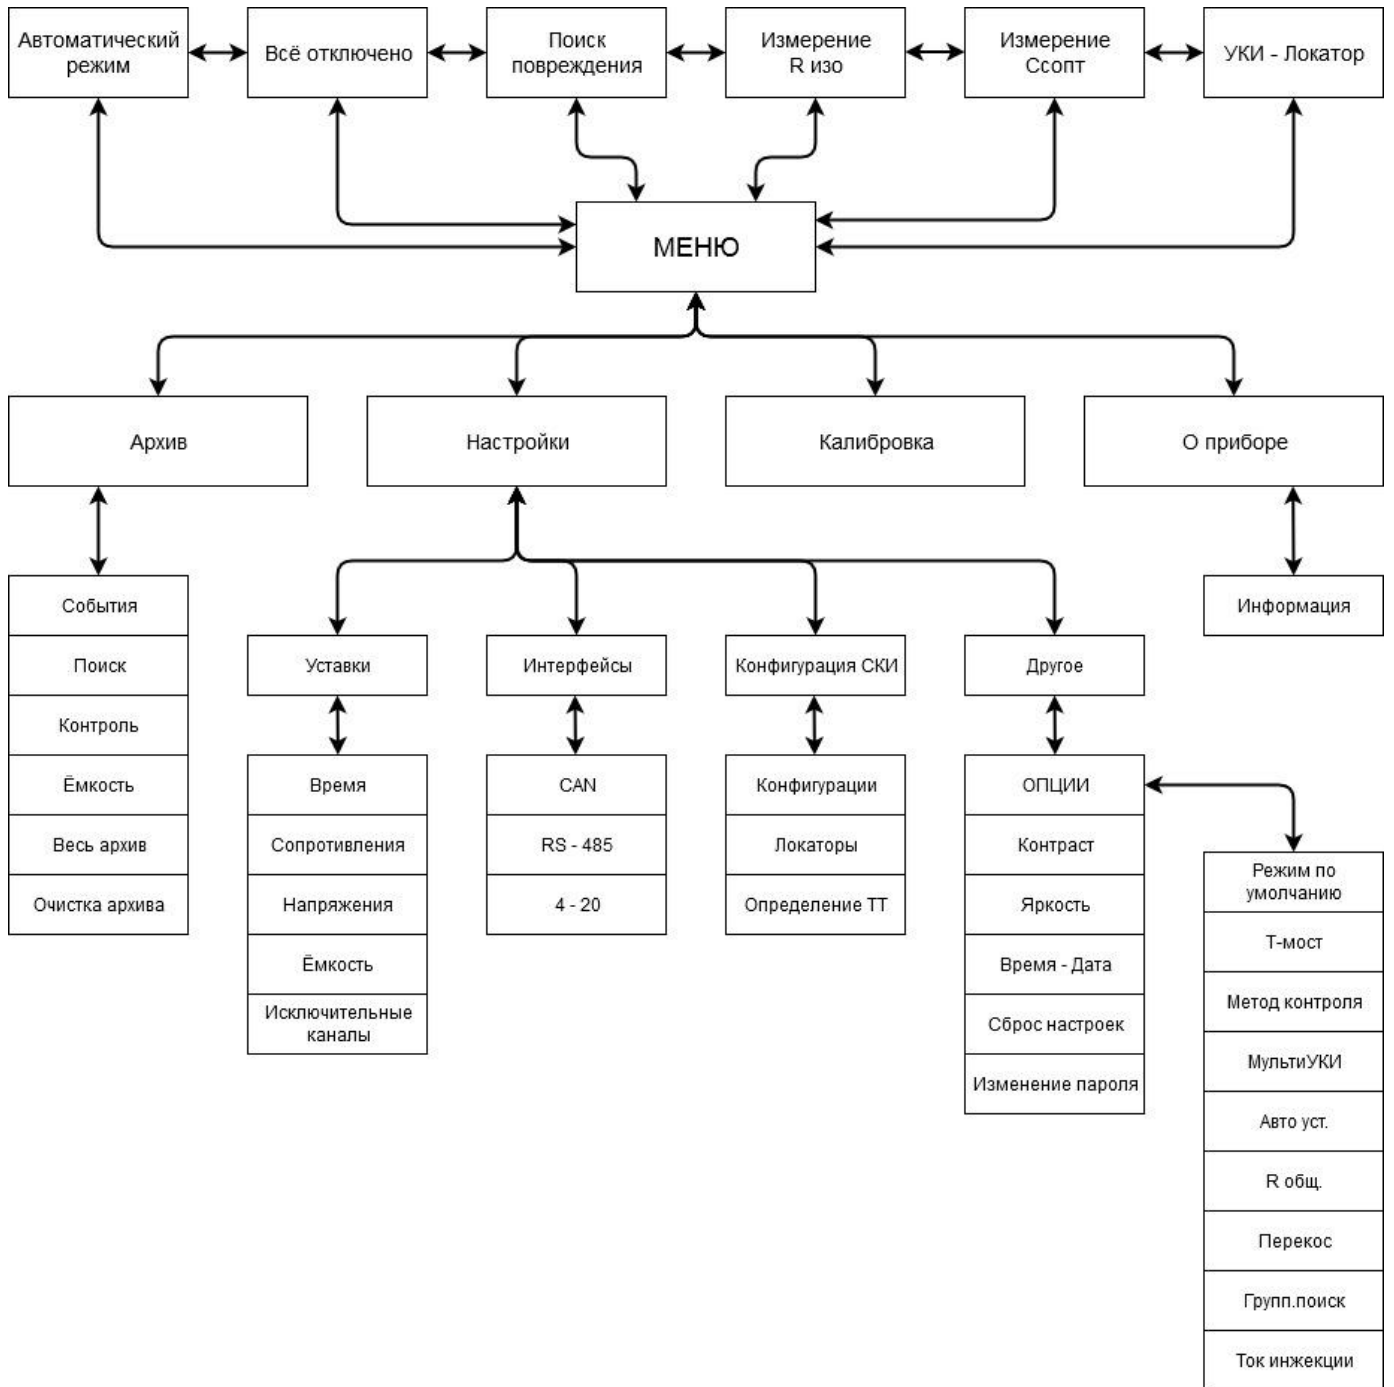 Автоматический
режим
Всё отключено
Поиск
повреждения
Измерение
R изо
Измерение
Ссопт
УКИ - Локатор
МЕНЮ
Архив
Настройки
Калибровка
О приборе
События
Поиск
Контроль
Ёмкость
Весь архив
Очистка архива
Уставки
Время
Сопротивления
Напряжения
Ёмкость
Исключительные
каналы
Интерфейсы
CAN
RS - 485
4 - 20
Конфигурация СКИ
Конфигурации
Локаторы
Определение ТТ
Другое
ОПЦИИ
Контраст
Яркость
Время - Дата
Сброс настроек
Изменение пароля
Информация
Режим по
умолчанию
Т-мост
Метод контроля
МультиУКИ
Авто уст.
R общ.
Перекос
Групп.поиск
Ток инжекции